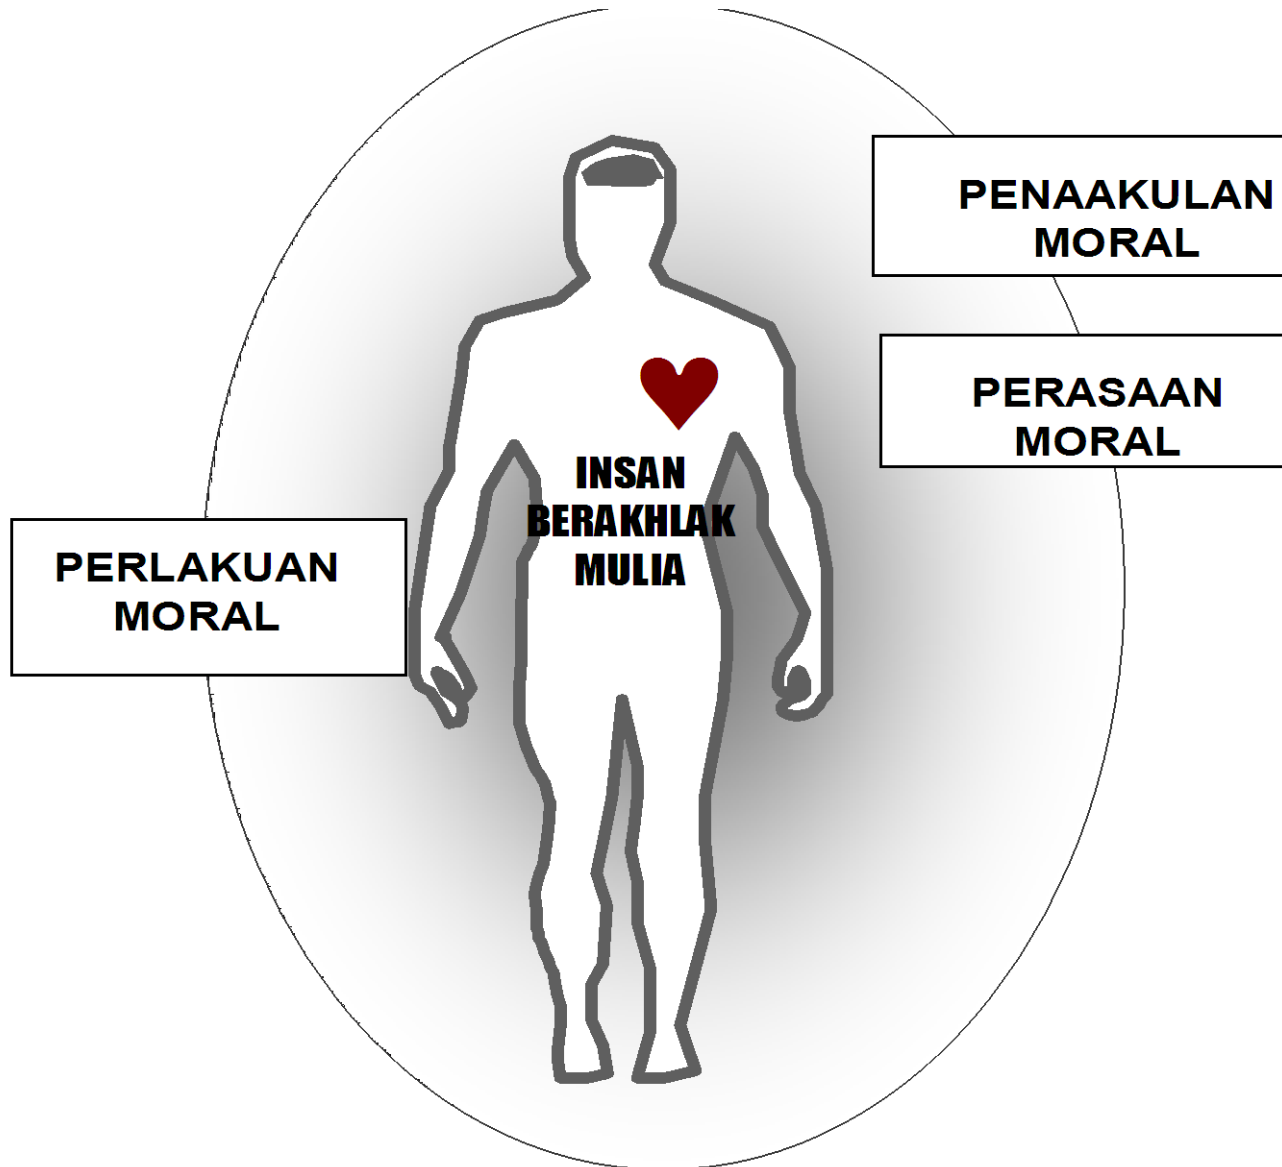 PENAAKULAN
MORAL
PERASAAN
MORAL
INSAN
BERAKHLAK
MULIA
PERLAKUAN
MORAL